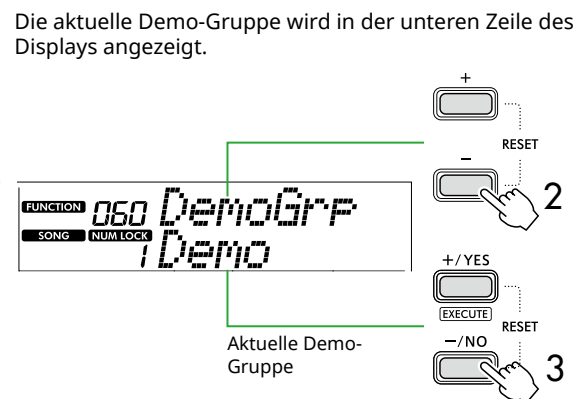 Die aktuelle Demo-Gruppe wird in der unteren Zeile des
Displays angezeigt.
+
RESET
−
2
FUNCTION 060 DemoGrp
SONG NUM LOCK
1 Demo
+/YES
EXECUTE
RESET
−/NO
3
Aktuelle Demo-
Gruppe